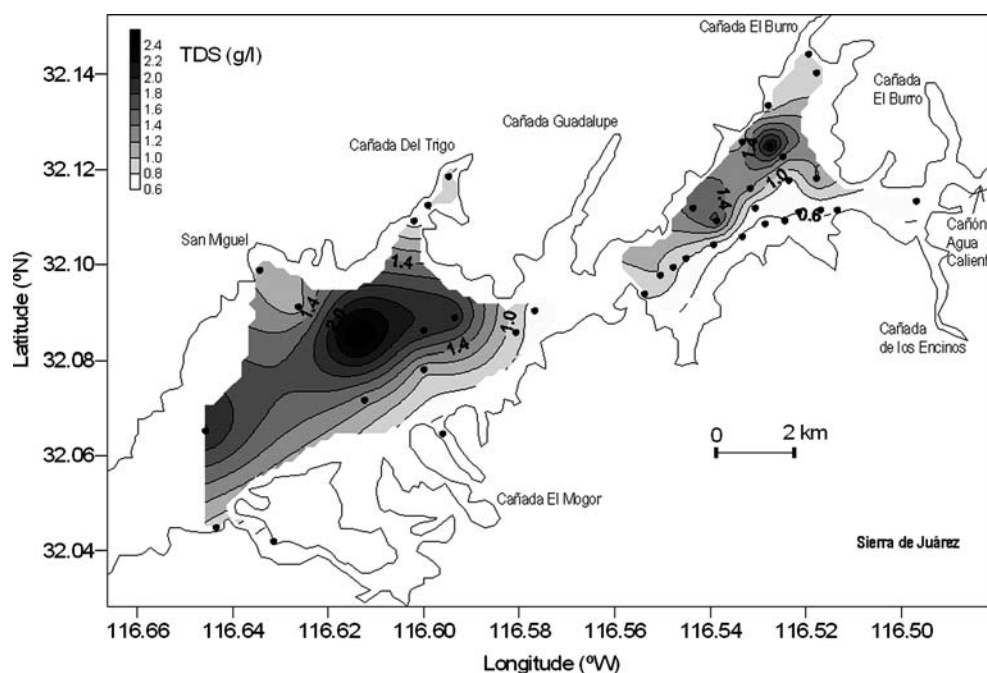 Cañada El Burro
2.4
2.2
2.0
1.8
1.6
1.4
1.2
1.0
0.8
0.6
TDS (g/l)
32.14
32.12
32.10
32.08
32.06
32.04
Latitude (ºN)
Cañada
El Burro
Cañada Guadalupe
Cañada Del Trigo
San Miguel
1.4
1.0
1.4
0.6
Cañón
Agua
Calient
1.4
1.4
2.0
1.0
1.4
Cañada
de los Encinos
0 2 km
Cañada El Mogor
Sierra de Juárez
116.66 116.64 116.62 116.60 116.58 116.56 116.54 116.52 116.50
Longitude (ºW)